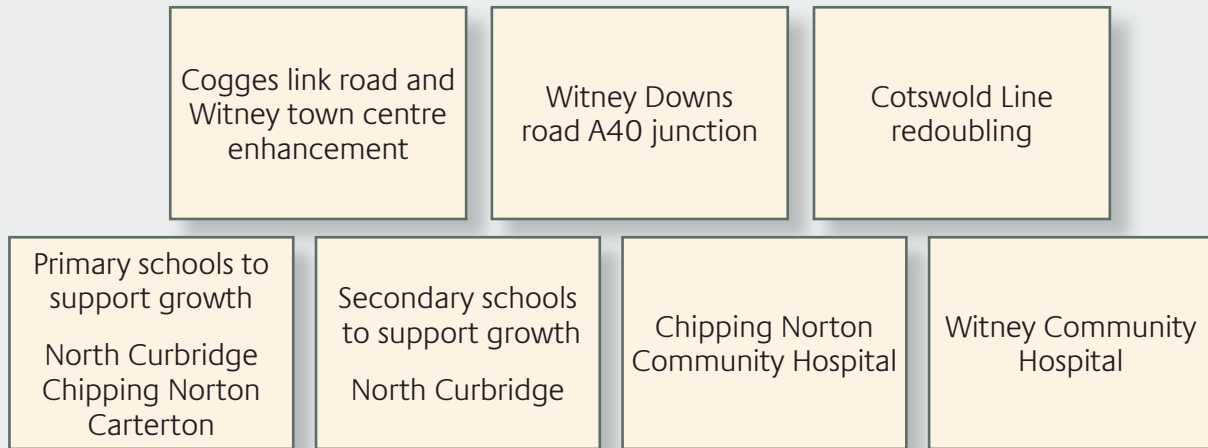 Cogges link road and
Witney town centre
enhancement
Witney Downs
road A40 junction
Cotswold Line
redoubling
Primary schools to
support growth
North Curbridge
Chipping Norton
Carterton
Secondary schools
to support growth
North Curbridge
Chipping Norton
Community Hospital
Witney Community
Hospital